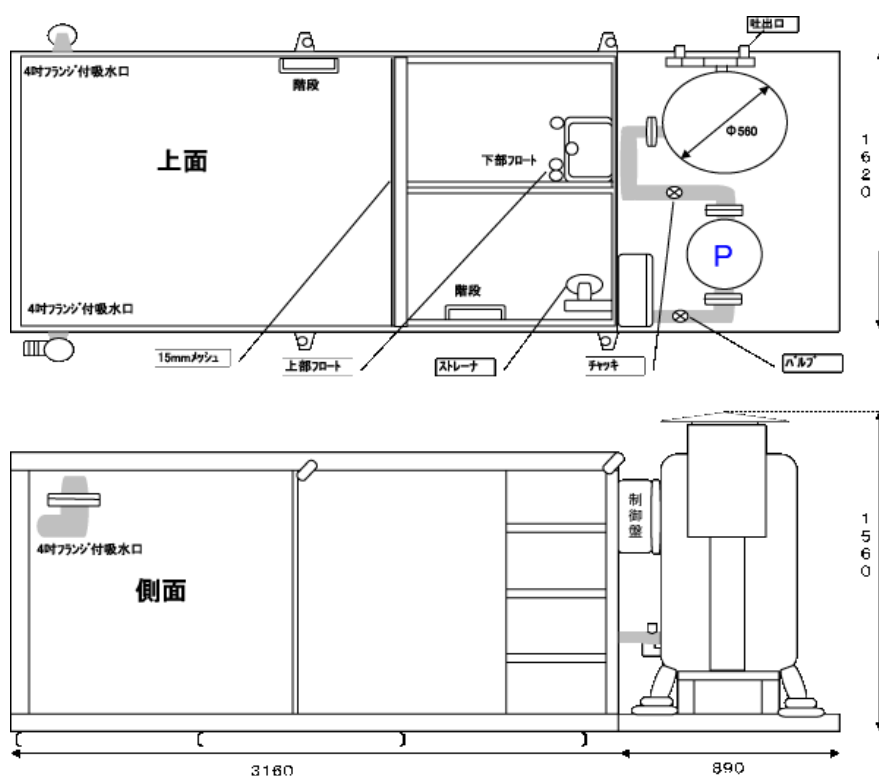 吐出口
4吋フランジ付吸水口
階段
Φ560
上面
下部フロート
1620
P
4吋フランジ付吸水口
階段
15mmメッシュ
上部フロート
ストレーナ
チャッキ
バルブ
制御盤
4吋フランジ付吸水口
側面
1560
3160
890